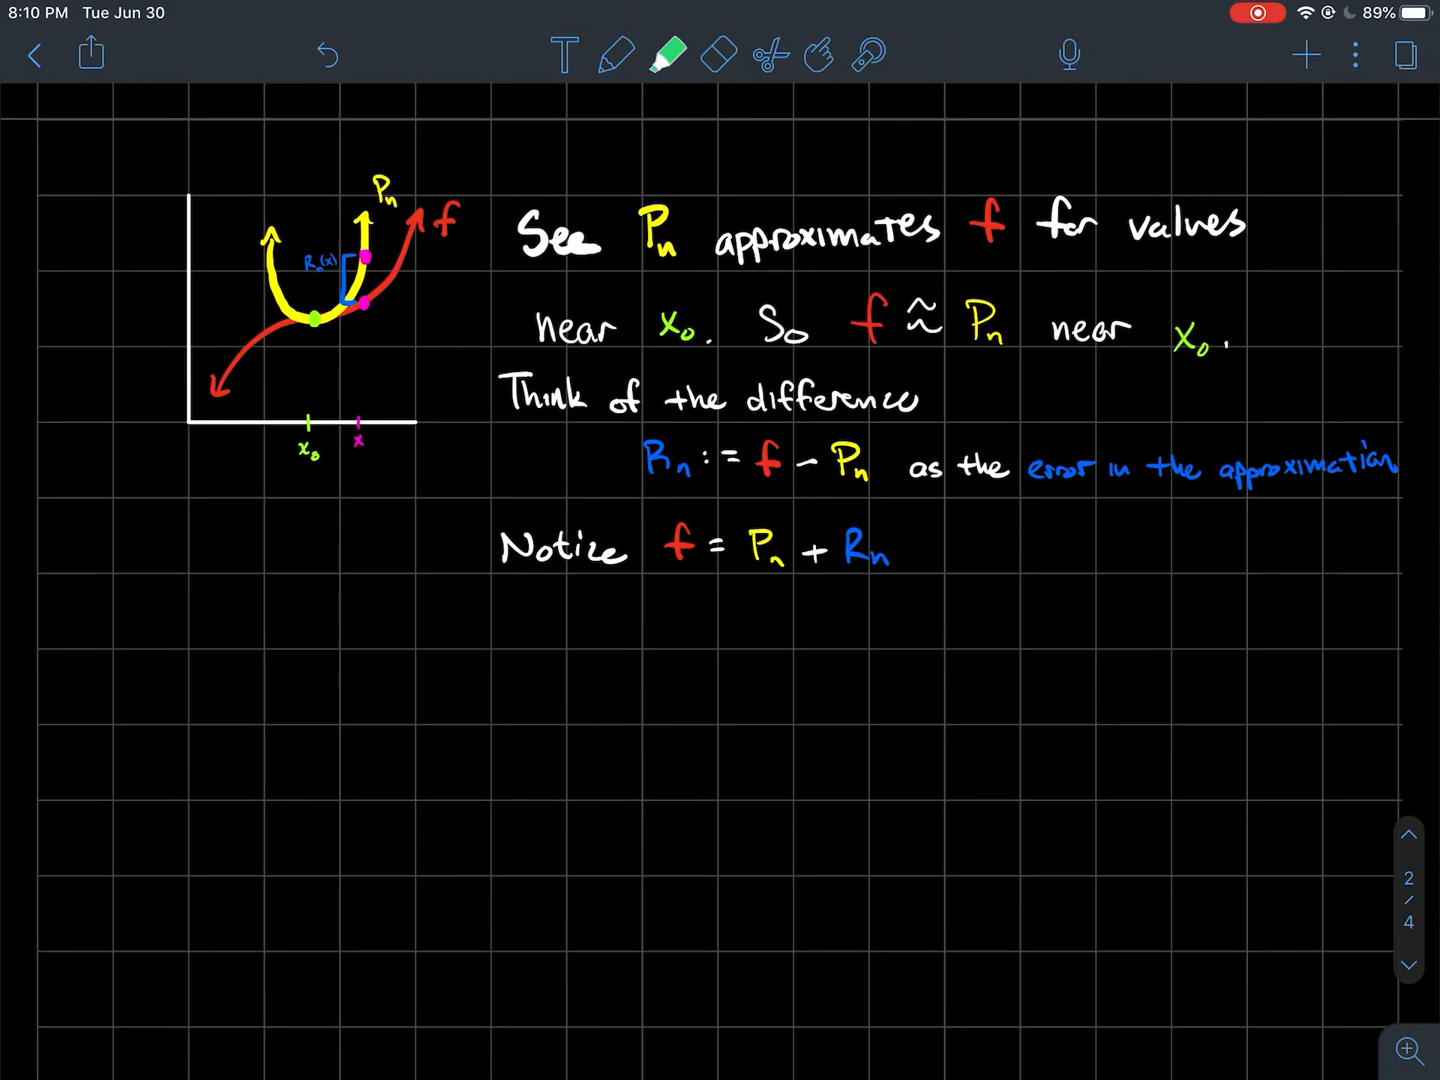 8:10 PM Tue Jun 30
89%
T
Pn
f
Rn(x)
x0
x
See Pn approximates f for values
near x0. So f ≈ Pn near x0.
Think of the difference
Rn := f - Pn as the error in the approximation.
Notice f = Pn + Rn
2
/
4